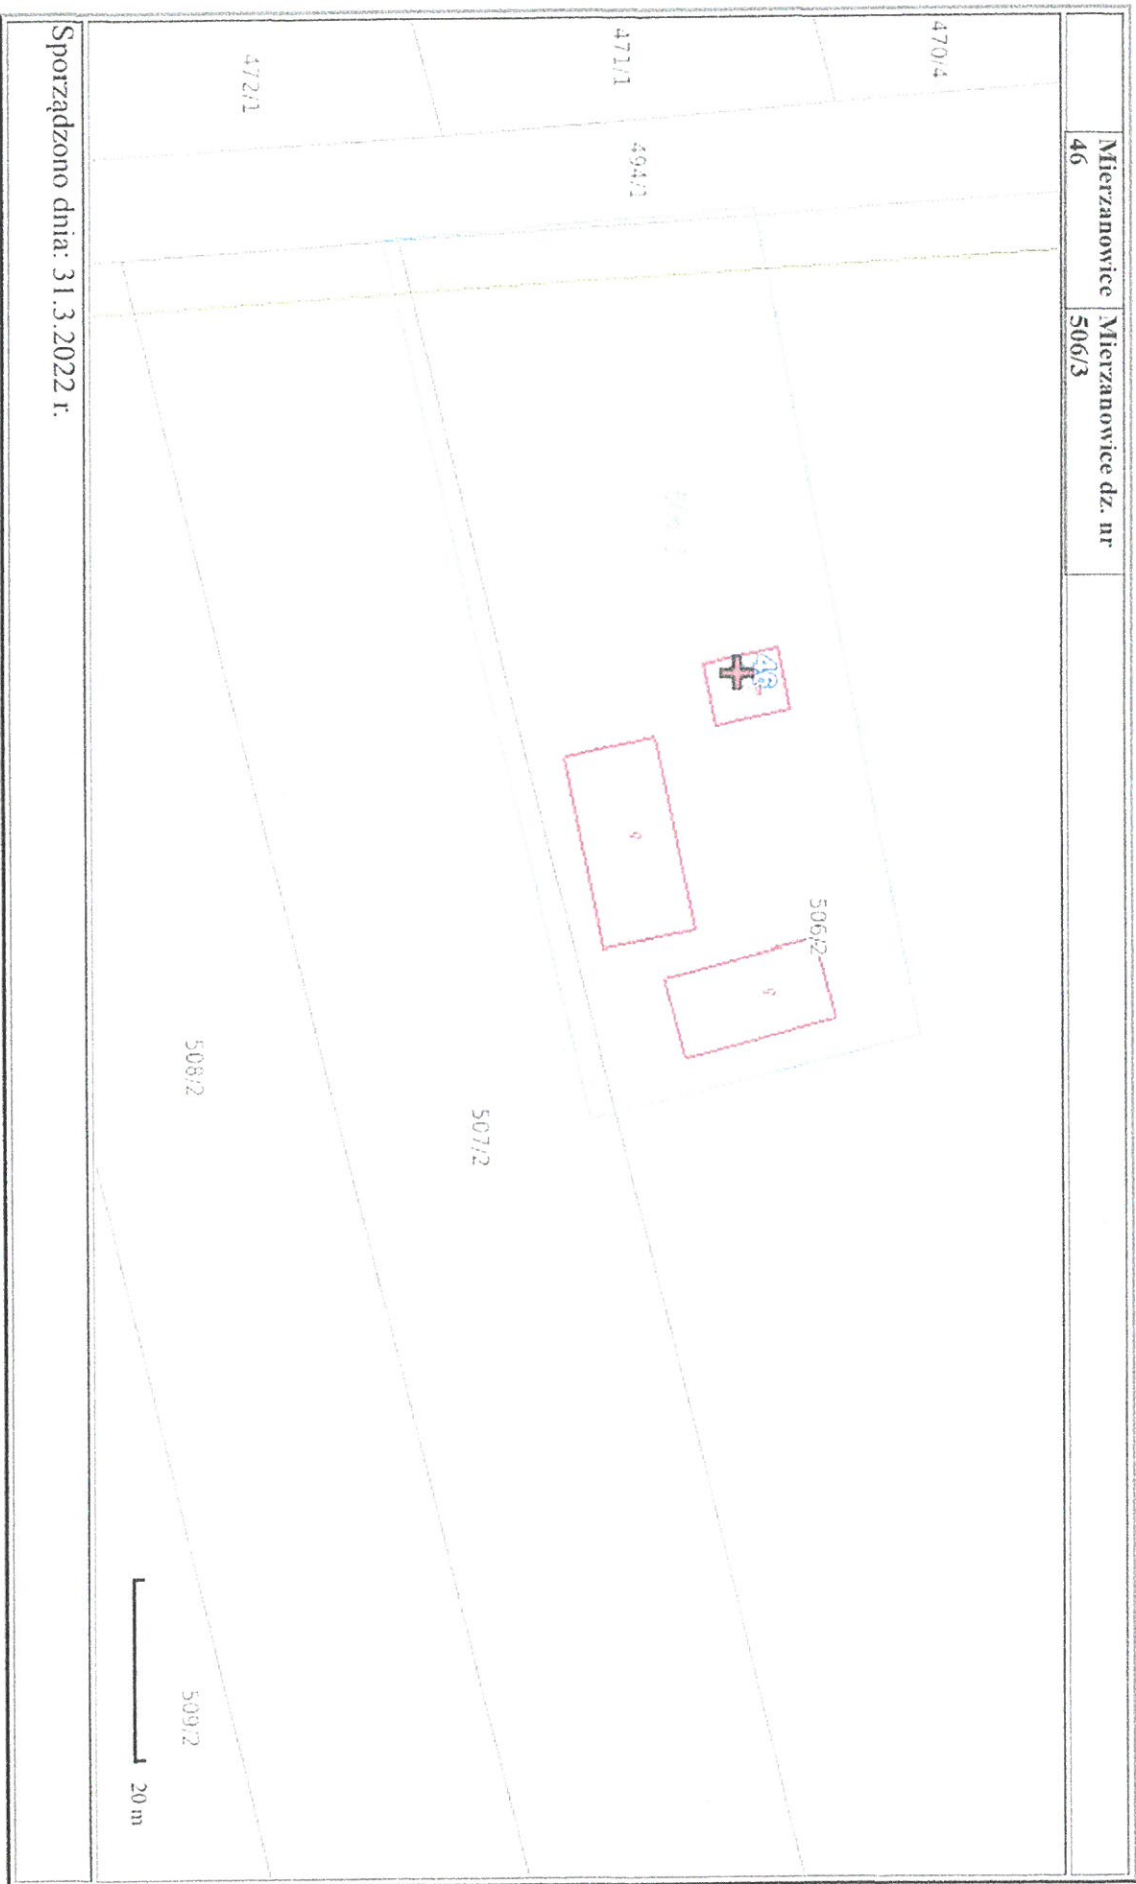 Mierzanowice
46
Mierzanowice dz. nr
506/3
470/4
471/1
494/1
472/1
46
g
506/2
g
507/2
508/2
509/2
20 m
Sporządzono dnia: 31.3.2022 r.